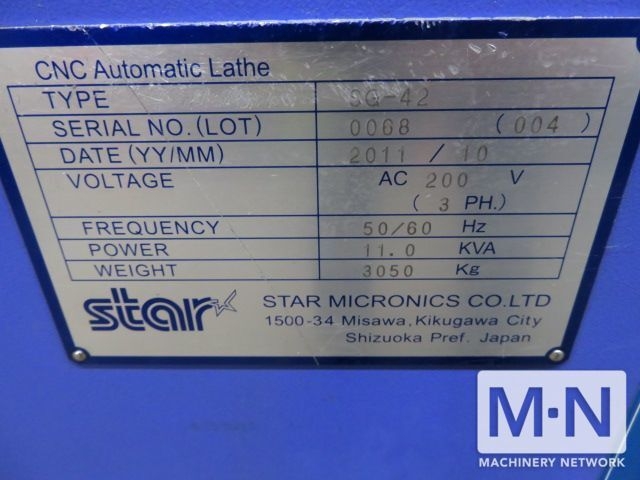 CNC Automatic Lathe
TYPE SG-42
SERIAL NO.(LOT) 0068 (004)
DATE(YY/MM) 2011 / 10
VOLTAGE AC 200 V
(3 PH.)
FREQUENCY 50/60 Hz
POWER 11.0 KVA
WEIGHT 3050 Kg
star STAR MICRONICS CO.LTD
1500-34 Misawa,Kikugawa City
Shizuoka Pref. Japan
M·N
MACHINERY NETWORK